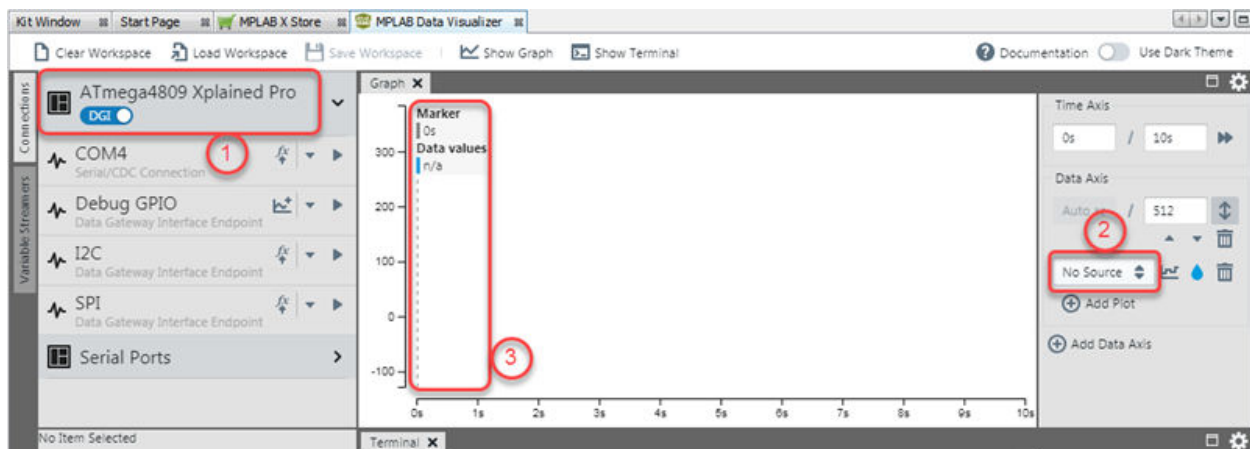 Kit Window Start Page MPLAB X Store MPLAB Data Visualizer
Clear Workspace Load Workspace Save Workspace Show Graph Show Terminal Documentation Use Dark Theme
Connections
Variable Streamers
ATmega4809 Xplained Pro
DGI
1
COM4
Serial/CDC Connection
Debug GPIO
Data Gateway Interface Endpoint
I2C
Data Gateway Interface Endpoint
SPI
Data Gateway Interface Endpoint
Serial Ports
No Item Selected
Graph
Marker
0s
Data values
n/a
300
200
100
0
-100
3
0s 1s 2s 3s 4s 5s 6s 7s 8s 9s 10s
Terminal
Time Axis
0s / 10s
Data Axis
Auto / 512
2
No Source
Add Plot
Add Data Axis